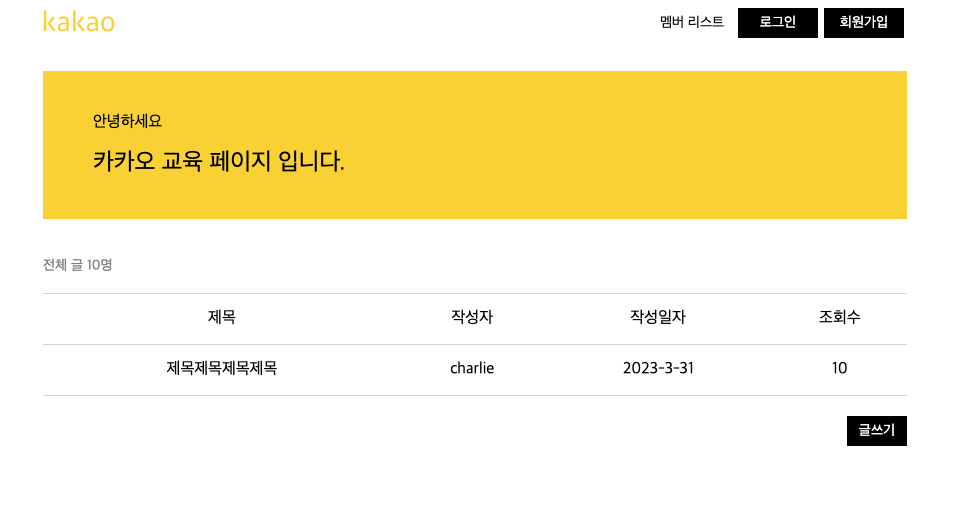 kakao 멤버 리스트 로그인 회원가입
안녕하세요
카카오 교육 페이지 입니다.
전체 글 10명
제목 작성자 작성일자 조회수
제목제목제목제목 charlie 2023-3-31 10
글쓰기